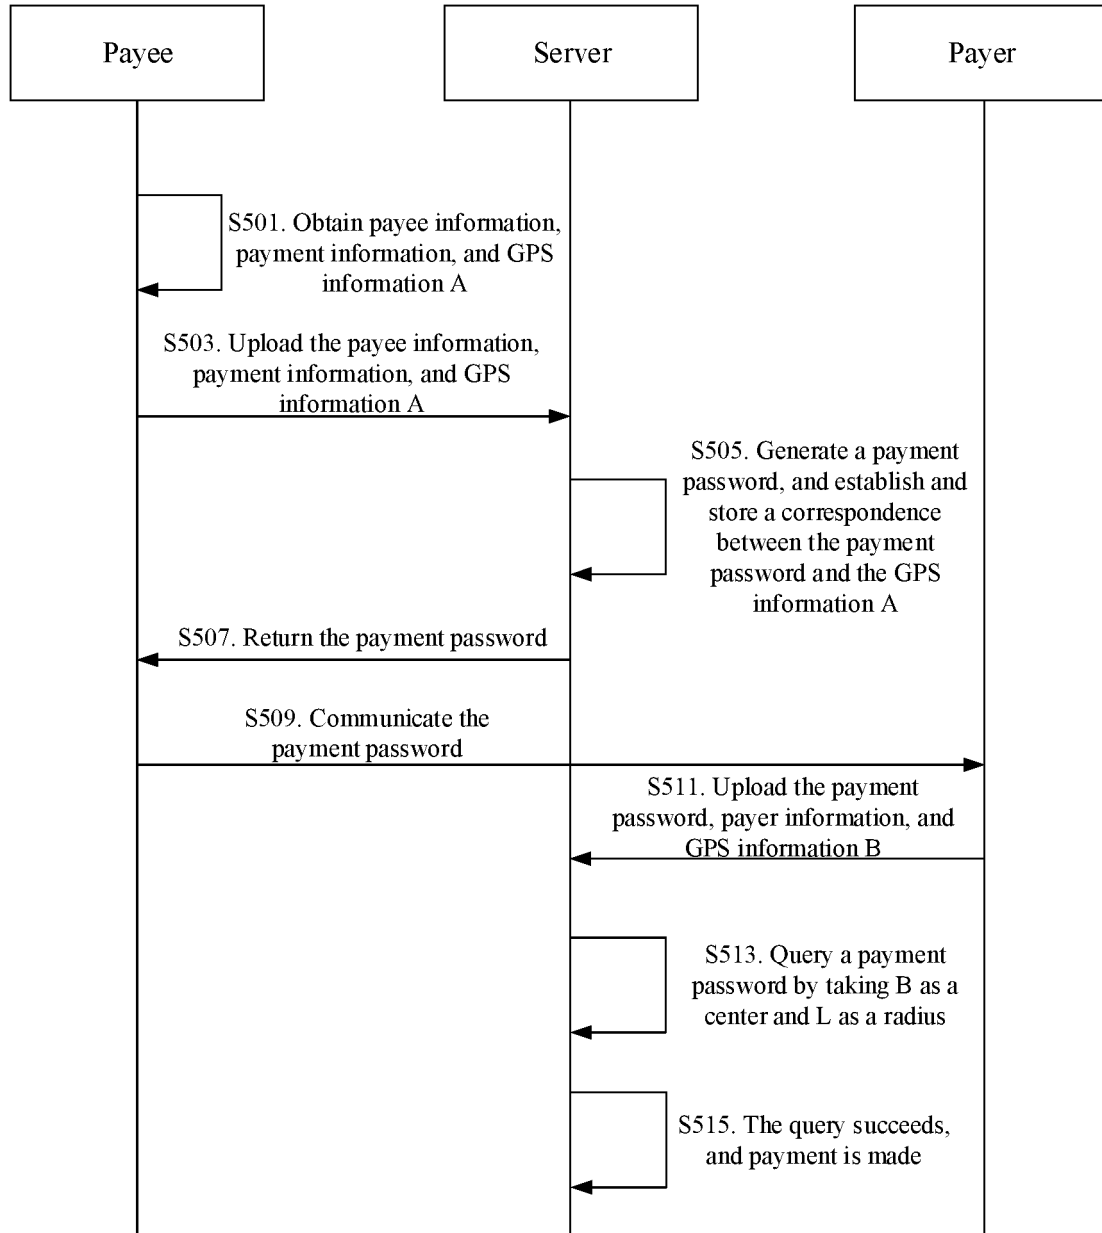 Payee
Server
Payer
S501. Obtain payee information,
payment information, and GPS
information A
S503. Upload the payee information,
payment information, and GPS
information A
S505. Generate a payment
password, and establish and
store a correspondence
between the payment
password and the GPS
information A
S507. Return the payment password
S509. Communicate the
payment password
S511. Upload the payment
password, payer information, and
GPS information B
S513. Query a payment
password by taking B as a
center and L as a radius
S515. The query succeeds,
and payment is made